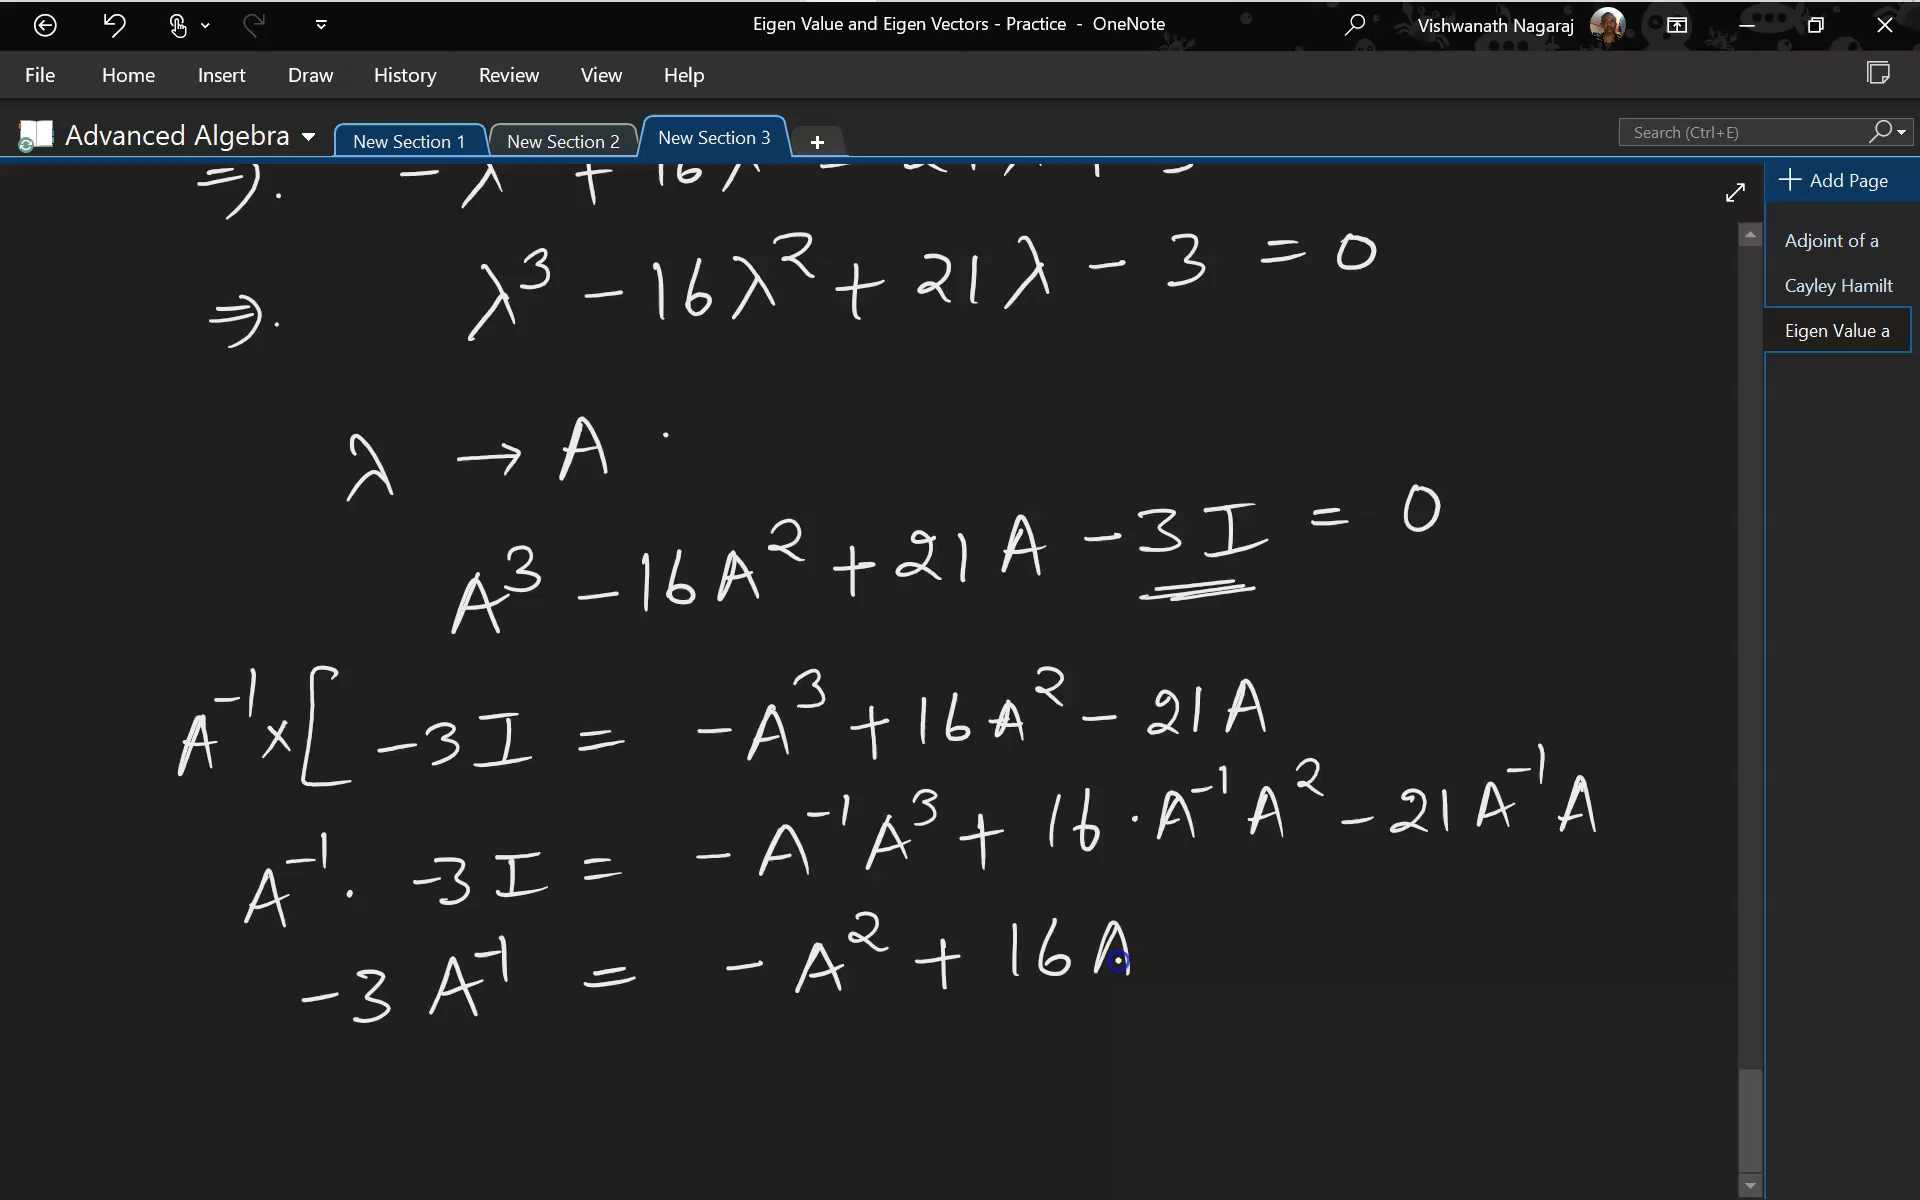 Eigen Value and Eigen Vectors - Practice - OneNote
Vishwanath Nagaraj
File Home Insert Draw History Review View Help
Advanced Algebra
New Section 1
New Section 2
New Section 3
+
Search (Ctrl+E)
+ Add Page
Adjoint of a
Cayley Hamilt
Eigen Value a
⇒. λ³ - 16λ² + 21λ - 3 = 0
λ → A .
A³ - 16A² + 21A - 3I = 0
A⁻¹ × [ -3I = -A³ + 16A² - 21A
A⁻¹ · -3I = -A⁻¹A³ + 16 · A⁻¹A² - 21A⁻¹A
-3A⁻¹ = -A² + 16A